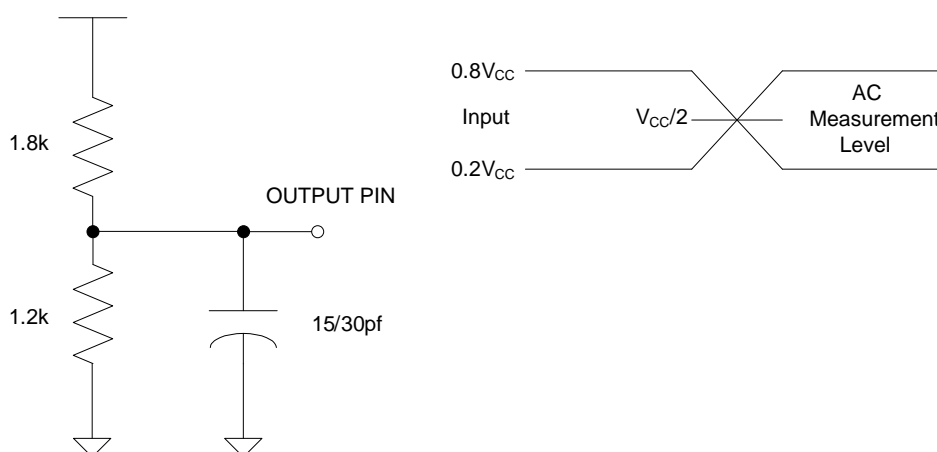 1.8k
OUTPUT PIN
1.2k
15/30pf
0.8VCC
Input
VCC/2
0.2VCC
AC
Measurement
Level